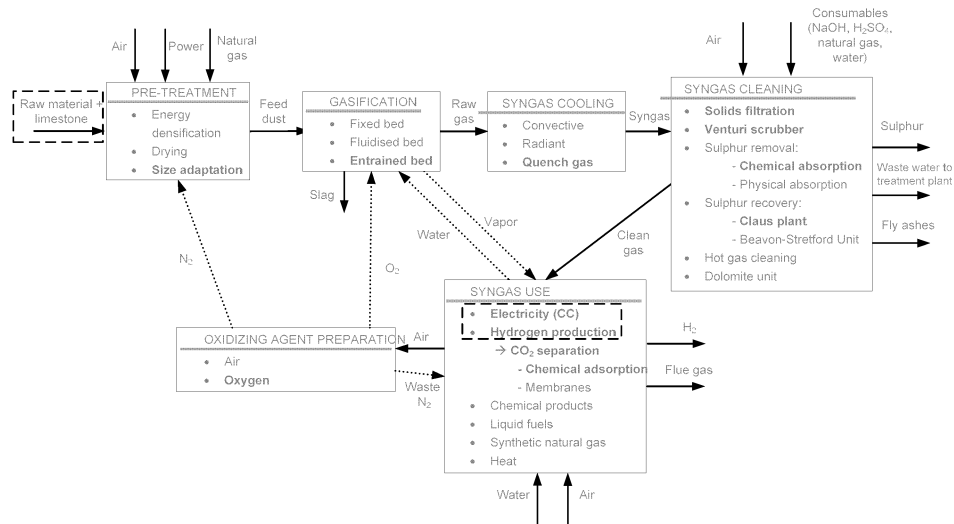 Air
Power
Natural
gas
Air
Consumables
(NaOH, H₂SO₄,
natural gas,
water)
Raw material +
limestone
PRE-TREATMENT
• Energy
densification
• Drying
• Size adaptation
Feed
dust
GASIFICATION
• Fixed bed
• Fluidised bed
• Entrained bed
Raw
gas
SYNGAS COOLING
• Convective
• Radiant
• Quench gas
Syngas
SYNGAS CLEANING
• Solids filtration
• Venturi scrubber
• Sulphur removal:
- Chemical absorption
- Physical absorption
• Sulphur recovery:
- Claus plant
- Beavon-Stretford Unit
• Hot gas cleaning
• Dolomite unit
Sulphur
Waste water to
treatment plant
Fly ashes
Slag
Water
Vapor
Clean
gas
N₂
O₂
OXIDIZING AGENT PREPARATION
• Air
• Oxygen
Air
Waste
N₂
SYNGAS USE
• Electricity (CC)
• Hydrogen production
→ CO₂ separation
- Chemical adsorption
- Membranes
• Chemical products
• Liquid fuels
• Synthetic natural gas
• Heat
H₂
Flue gas
Water
Air